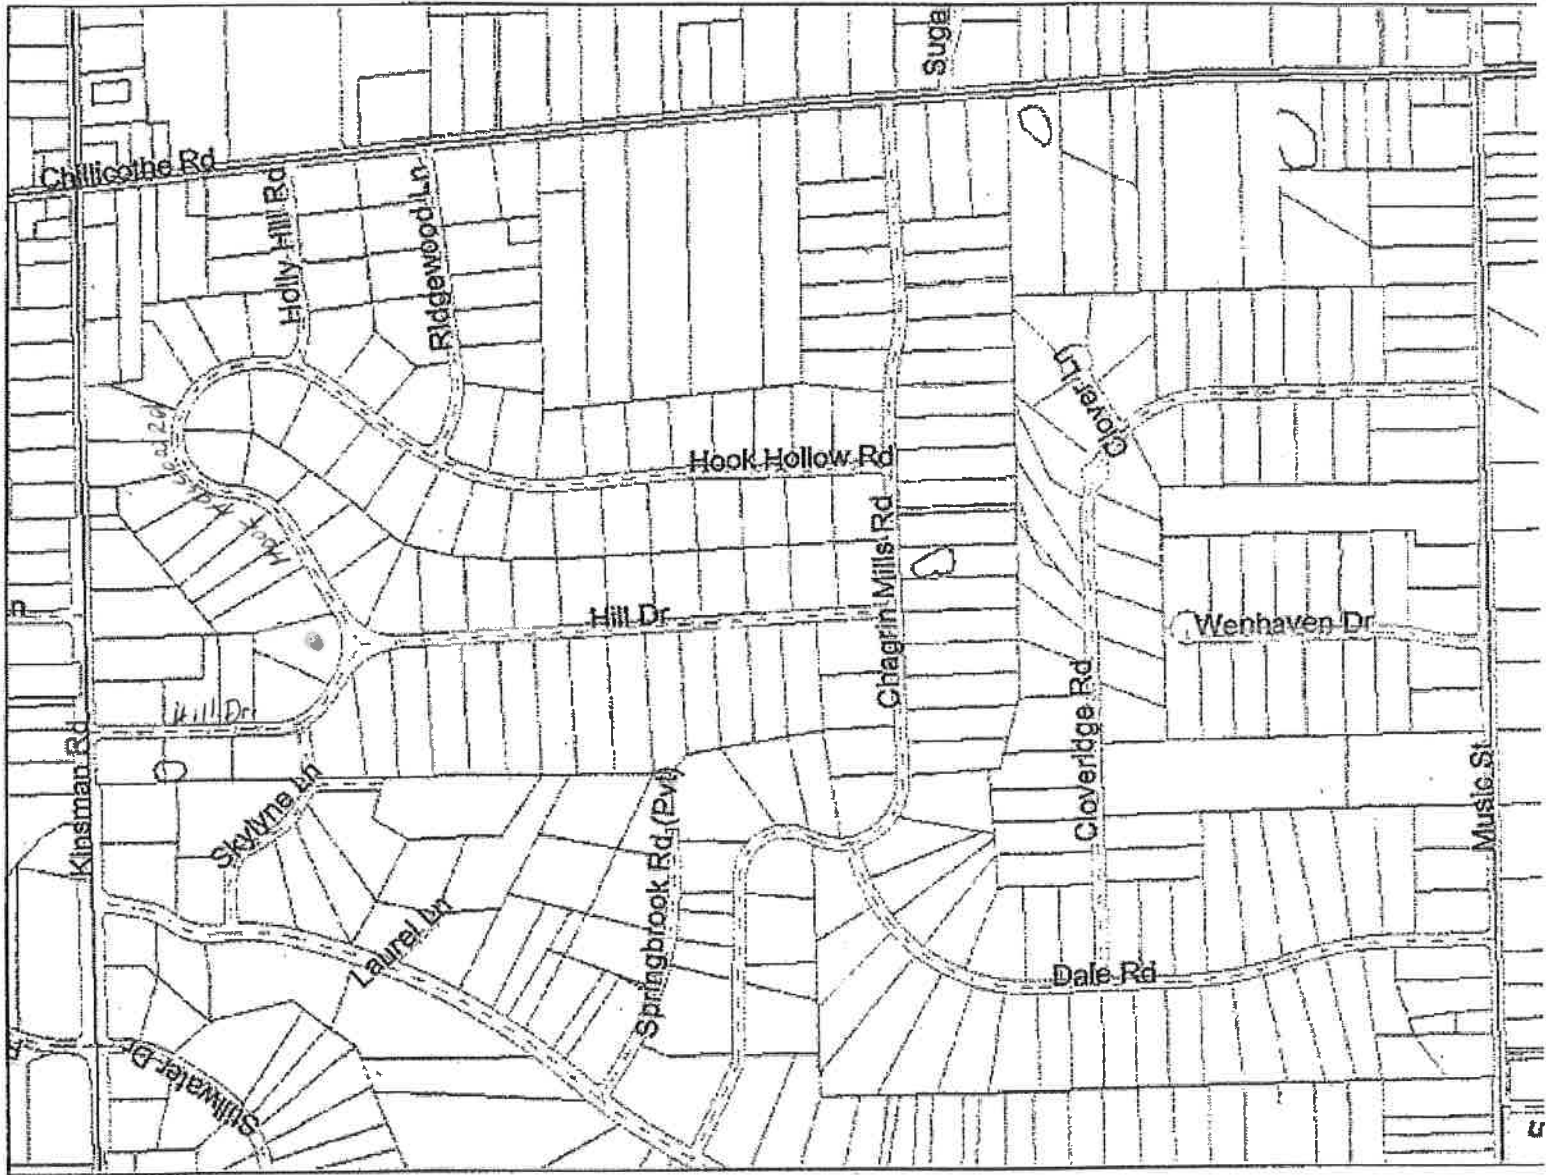 Suga
Chillicothe Rd
Holly Hill Rd
Ridgewood Ln
Clover Ln
Hook Hollow Rd
Chagrin Mills Rd
n
Hill Dr
Wenhaven Dr
Hill Dr
Kinsman Rd
Skylyne Ln
Springbrook Rd (Pvt)
Cloveridge Rd
Music St
Laurel Ln
Dale Rd
Stillwater Dr